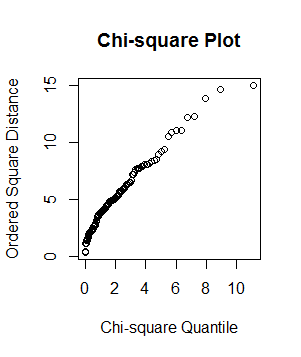 Chi-square Plot
Ordered Square Distance
15
10
5
0
0 2 4 6 8 10
Chi-square Quantile